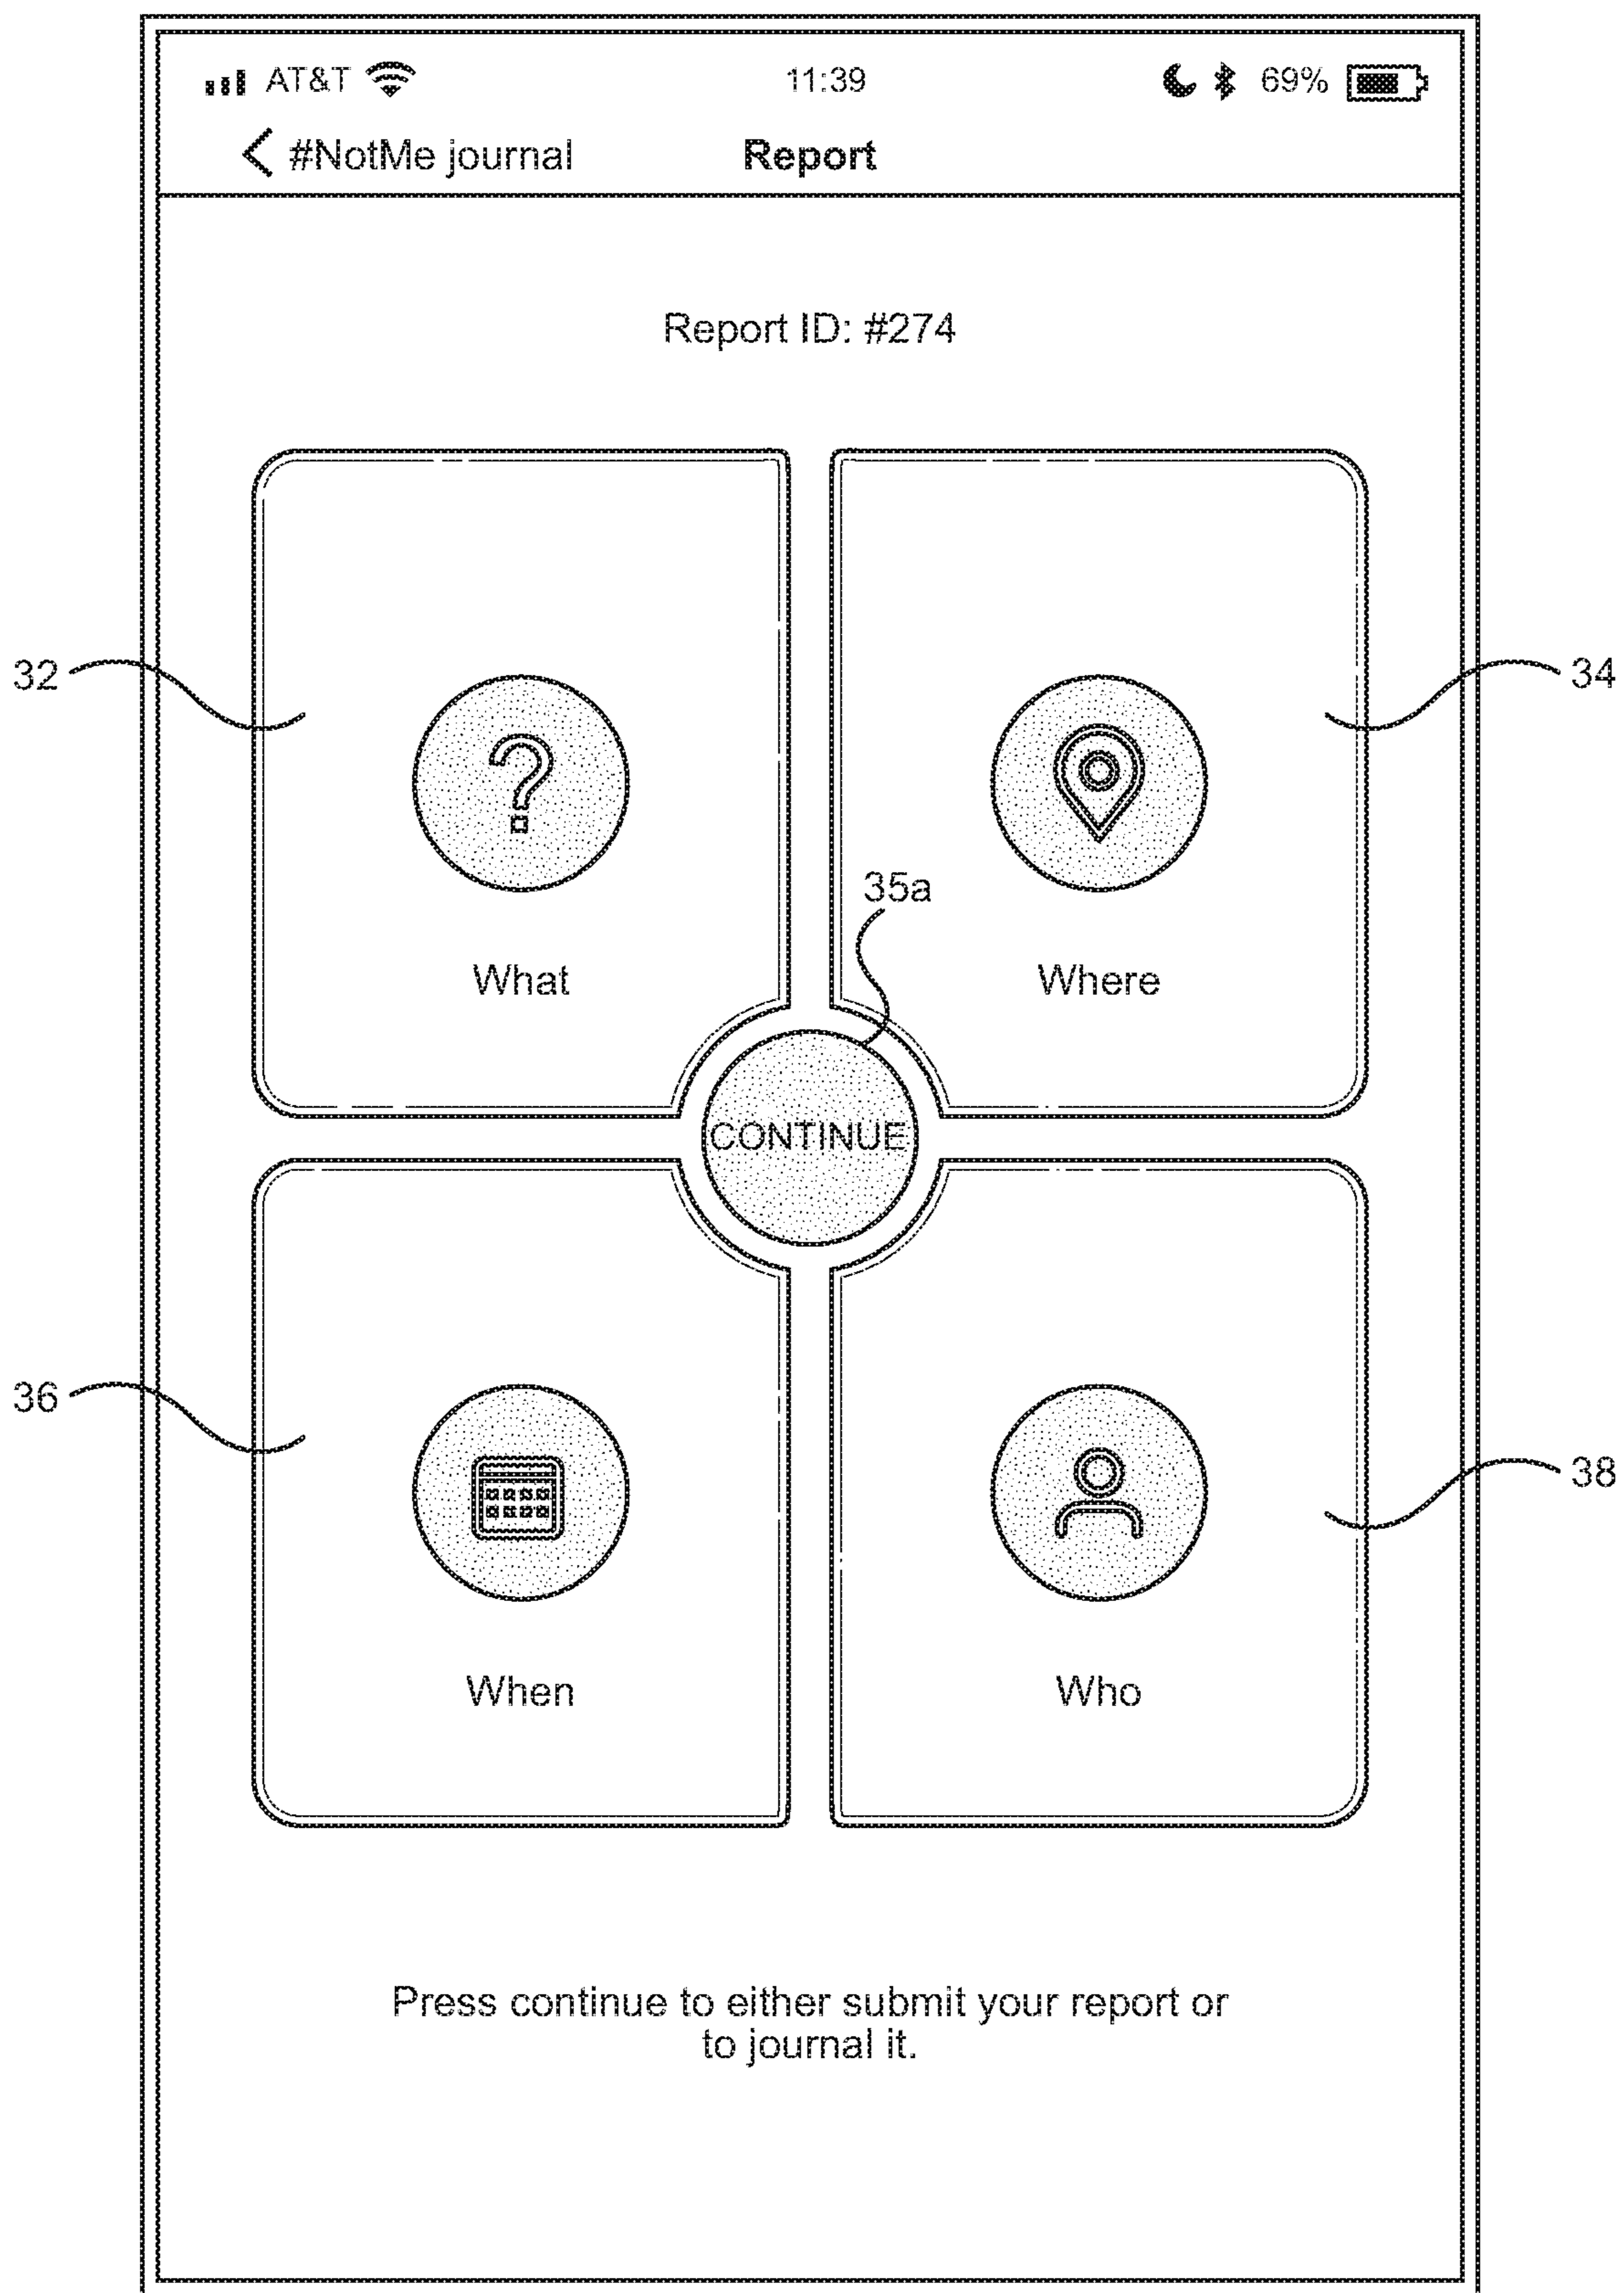 AT&T 11:39 69%
< #NotMe journal Report
Report ID: #274
32
34
35a
What
Where
CONTINUE
36
38
When
Who
Press continue to either submit your report or
to journal it.